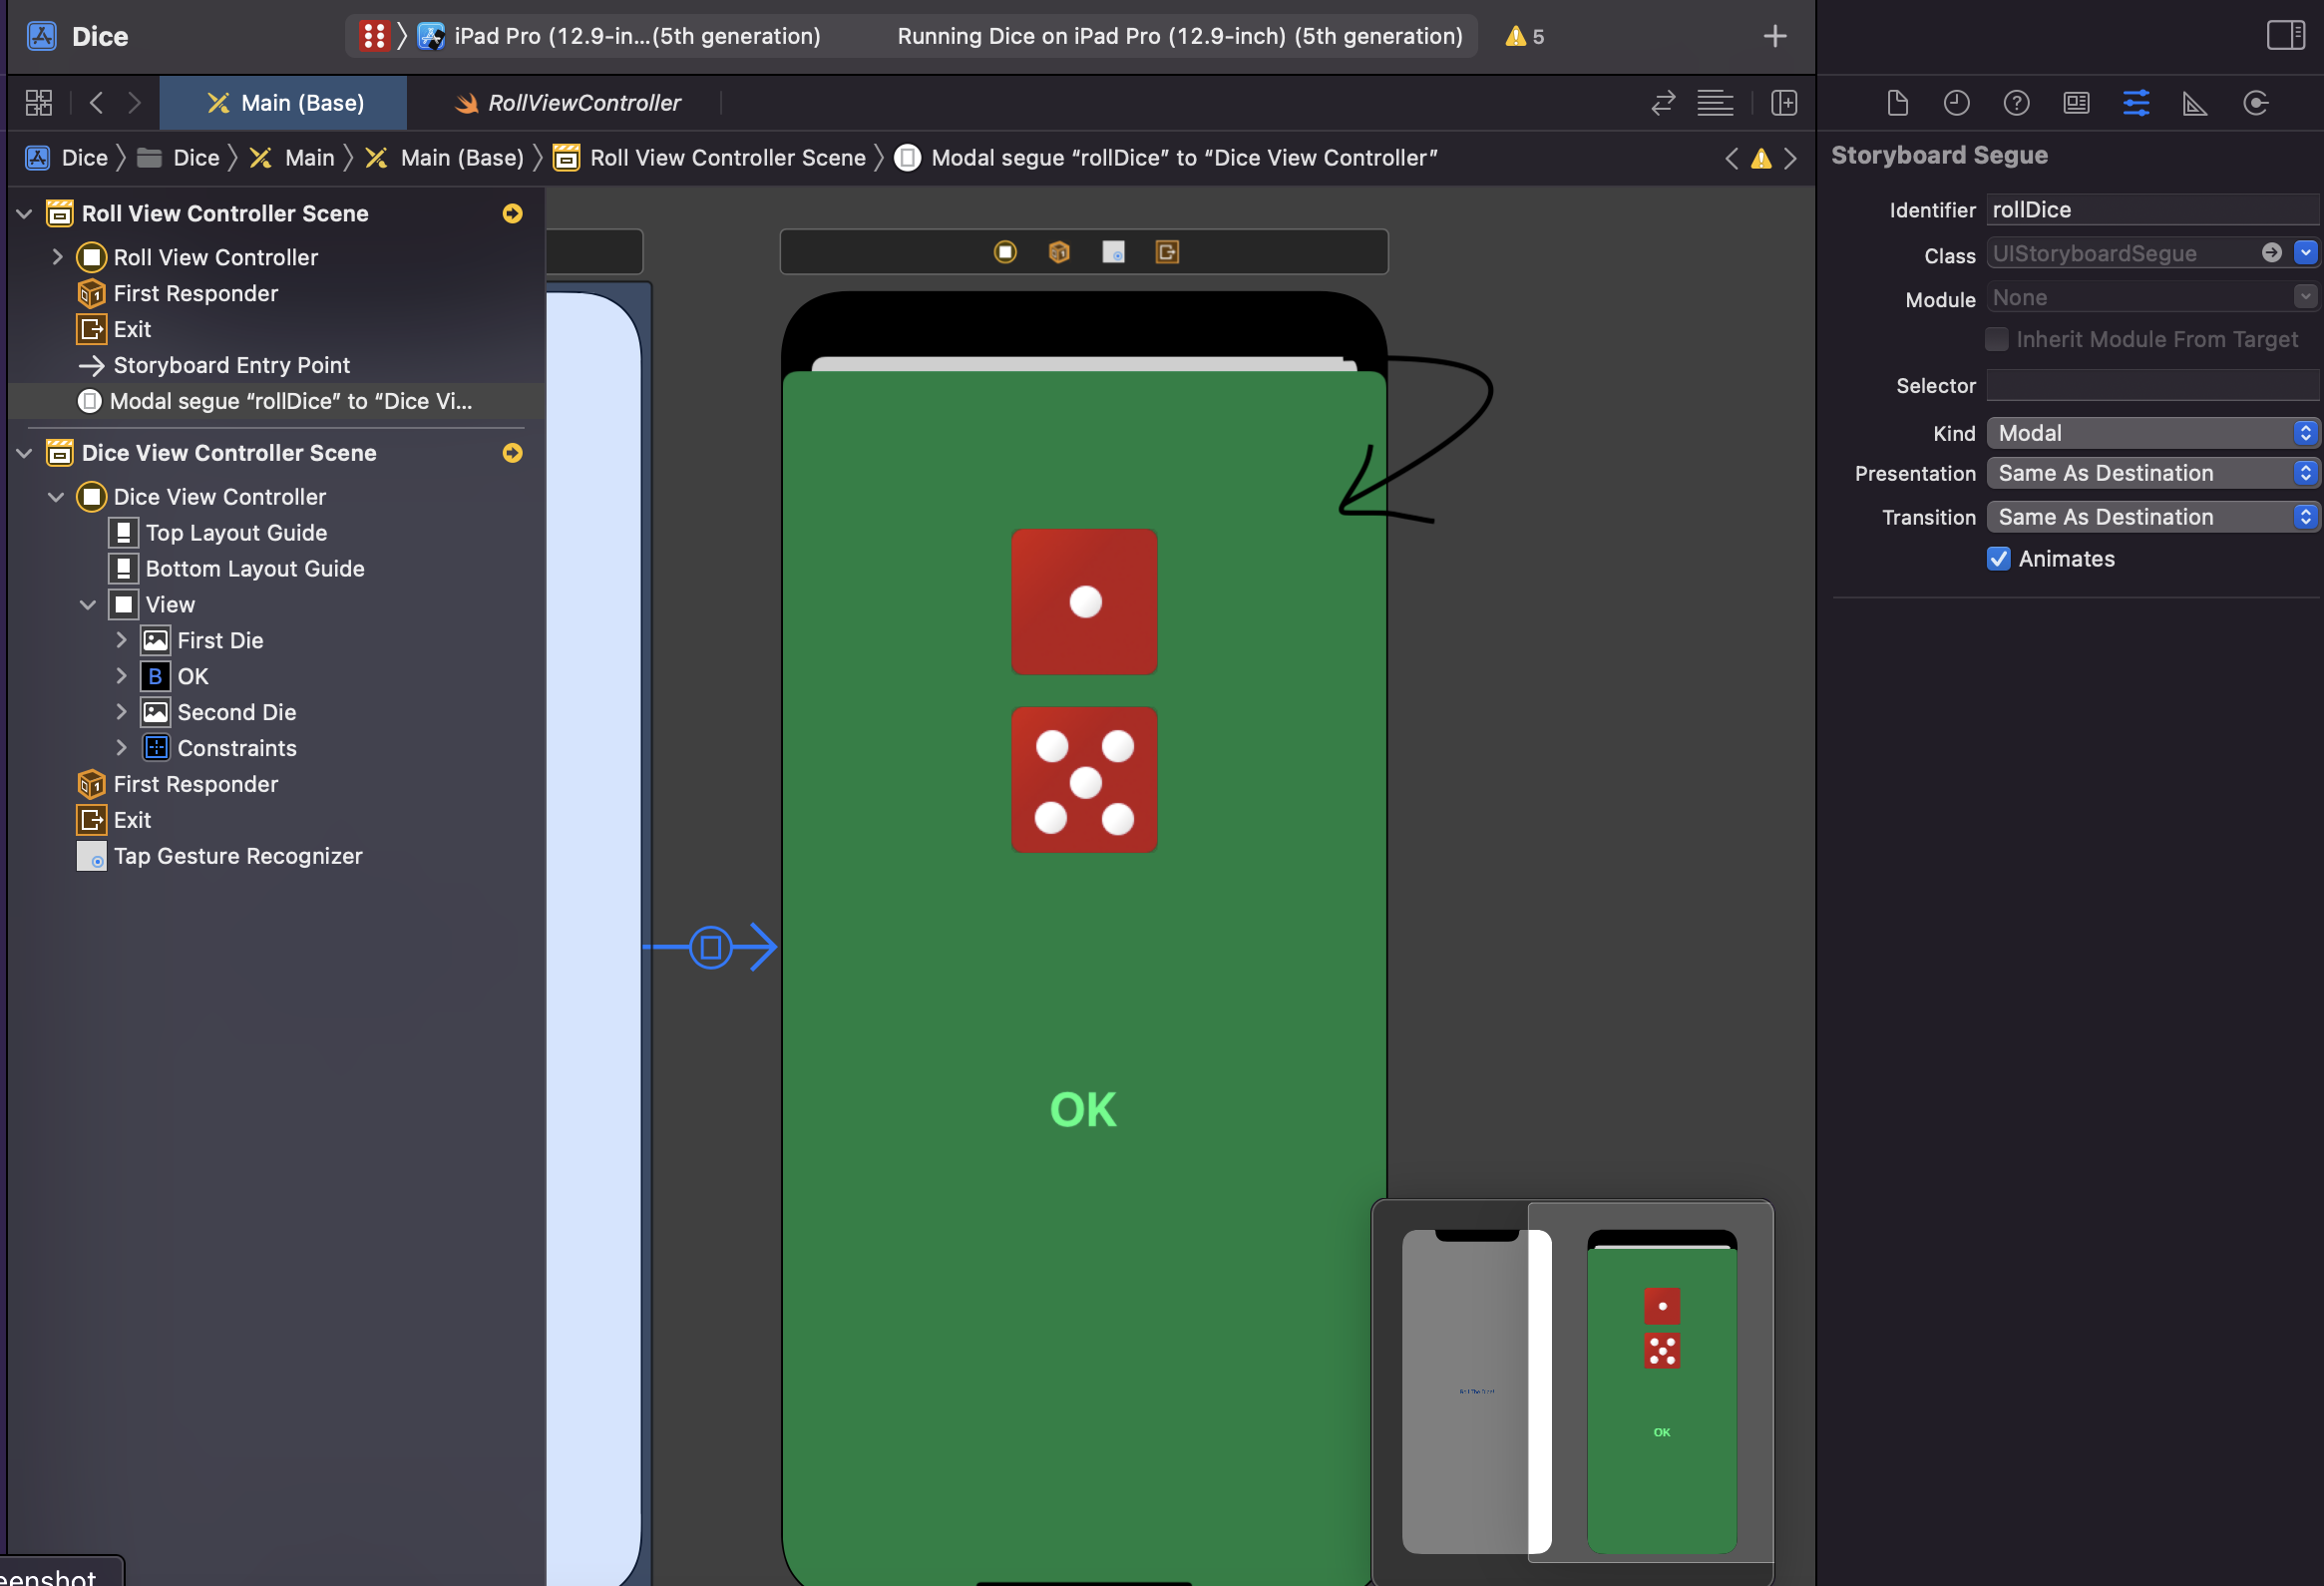 Dice
iPad Pro (12.9-in...(5th generation)
Running Dice on iPad Pro (12.9-inch) (5th generation)
5
Main (Base)
RollViewController
Dice
Dice
Main
Main (Base)
Roll View Controller Scene
Modal segue “rollDice” to “Dice View Controller”
Roll View Controller Scene
Roll View Controller
First Responder
Exit
Storyboard Entry Point
Modal segue “rollDice” to “Dice Vi...
Dice View Controller Scene
Dice View Controller
Top Layout Guide
Bottom Layout Guide
View
First Die
B OK
Second Die
Constraints
First Responder
Exit
Tap Gesture Recognizer
eenshot
OK
OK
Storyboard Segue
Identifier rollDice
Class UIStoryboardSegue
Module None
Inherit Module From Target
Selector
Kind Modal
Presentation Same As Destination
Transition Same As Destination
Animates